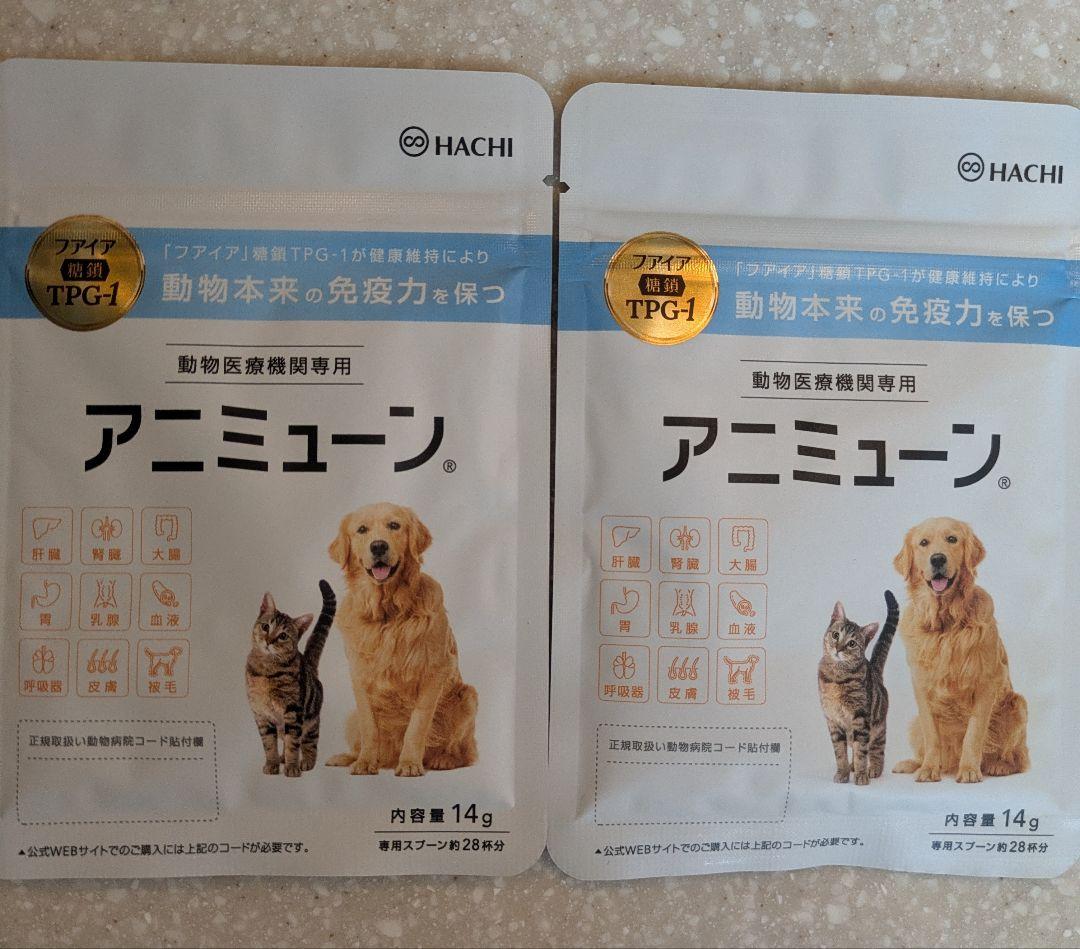 HACHI
フアイア
糖鎖
TPG-1
「フアイア」糖鎖TPG-1が健康維持により
動物本来の免疫力を保つ
動物医療機関専用
アニミューン®
肝臓 腎臓 大腸
胃 乳腺 血液
呼吸器 皮膚 被毛
正規取扱い動物病院コード貼付欄
内容量 14g
専用スプーン約28杯分
▲公式WEBサイトでのご購入には上記のコードが必要です。
HACHI
フアイア
糖鎖
TPG-1
「フアイア」糖鎖TPG-1が健康維持により
動物本来の免疫力を保つ
動物医療機関専用
アニミューン®
肝臓 腎臓 大腸
胃 乳腺 血液
呼吸器 皮膚 被毛
正規取扱い動物病院コード貼付欄
内容量 14g
専用スプーン約28杯分
▲公式WEBサイトでのご購入には上記のコードが必要です。